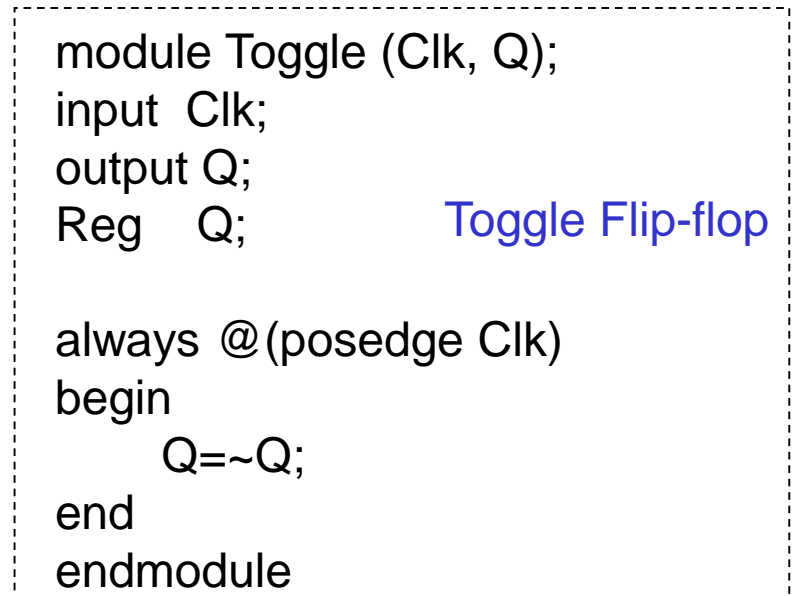 module Toggle (Clk, Q);
input Clk;
output Q;
Reg Q; Toggle Flip-flop
always @(posedge Clk)
begin
Q=~Q;
end
endmodule